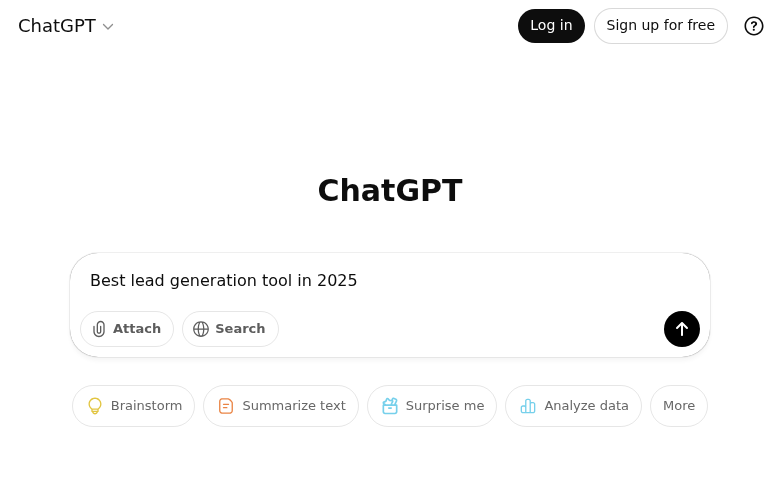 ChatGPT
Log in
Sign up for free
ChatGPT
Best lead generation tool in 2025
Attach
Search
Brainstorm
Summarize text
Surprise me
Analyze data
More